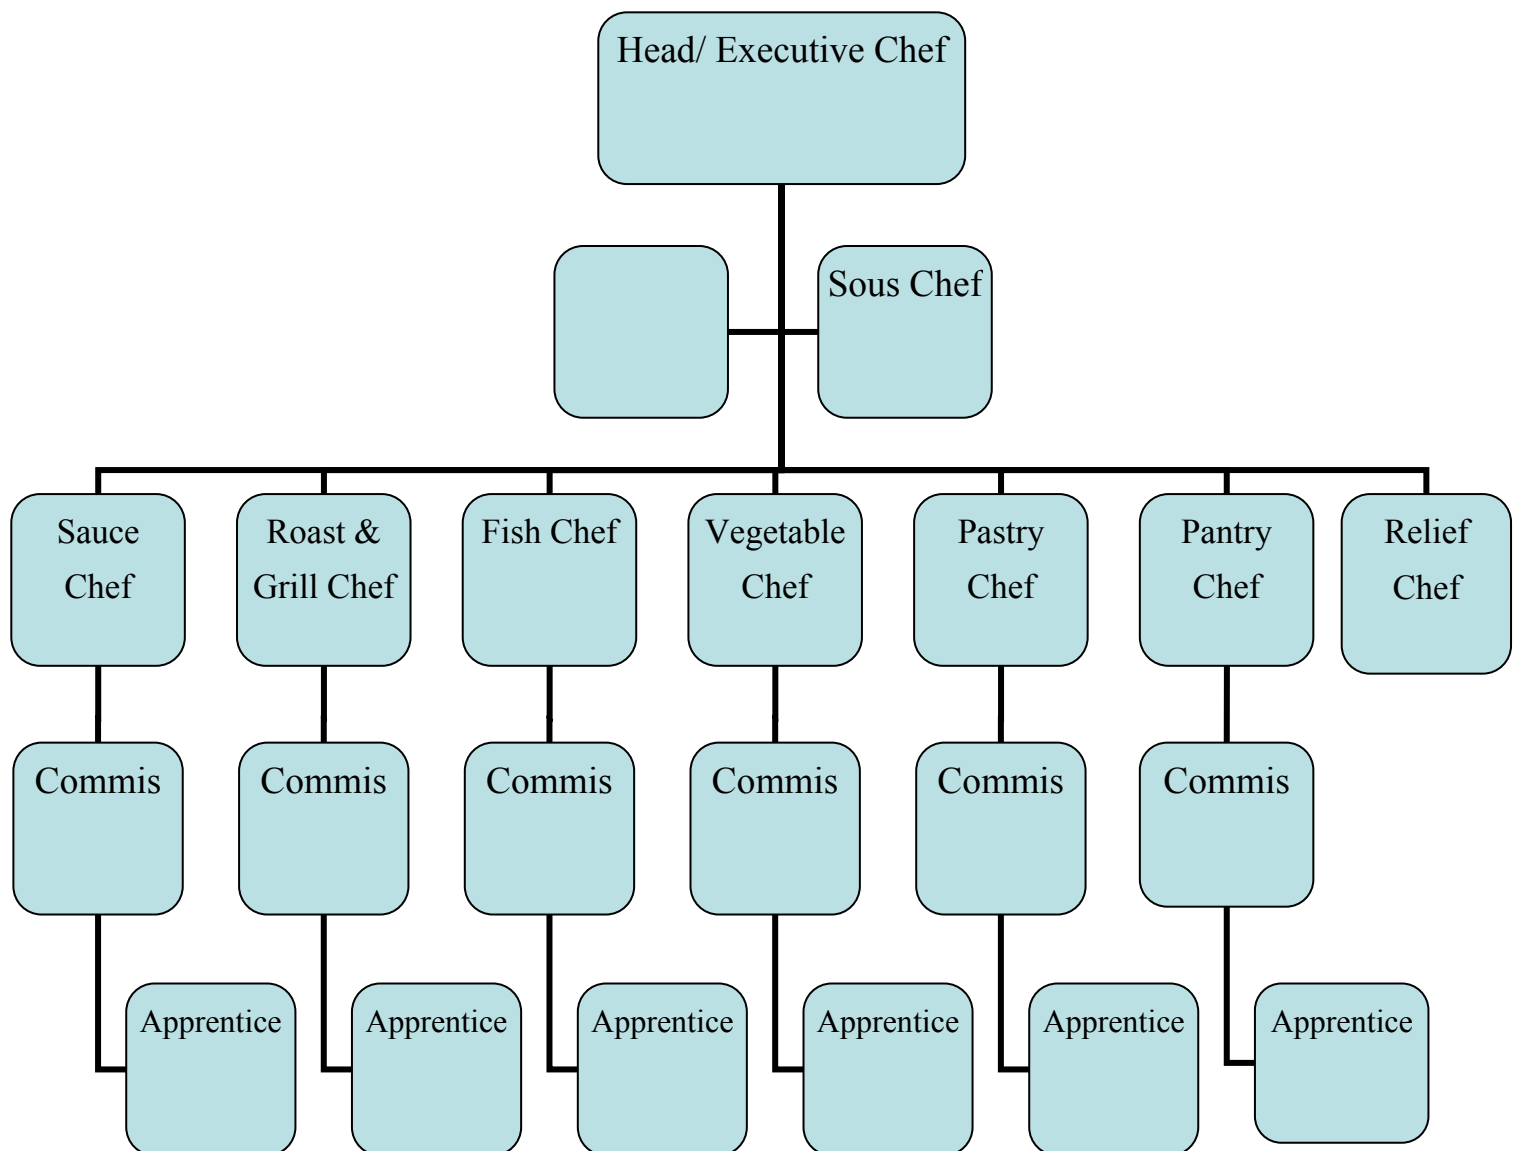 Head/ Executive Chef
Sous Chef
Sauce
Chef
Roast &
Grill Chef
Fish Chef
Vegetable
Chef
Pastry
Chef
Pantry
Chef
Relief
Chef
Commis
Commis
Commis
Commis
Commis
Commis
Apprentice
Apprentice
Apprentice
Apprentice
Apprentice
Apprentice